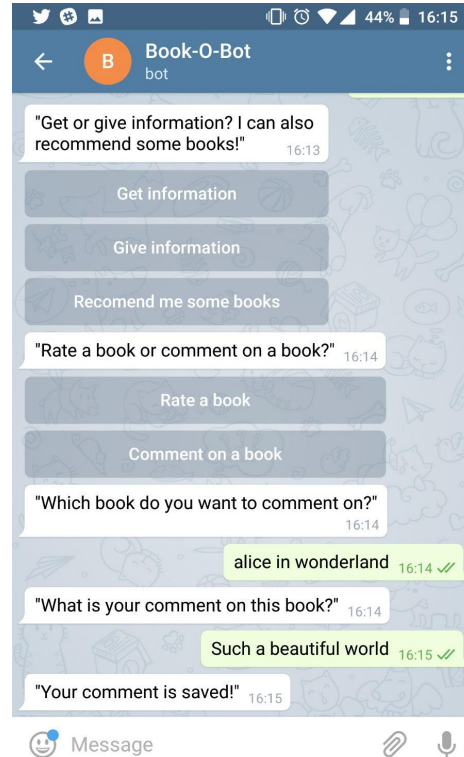 44% 16:15
B
Book-O-Bot
bot
"Get or give information? I can also
recommend some books!" 16:13
Get information
Give information
Recomend me some books
"Rate a book or comment on a book?" 16:14
Rate a book
Comment on a book
"Which book do you want to comment on?"
16:14
alice in wonderland 16:14
"What is your comment on this book?" 16:14
Such a beautiful world 16:15
"Your comment is saved!" 16:15
Message